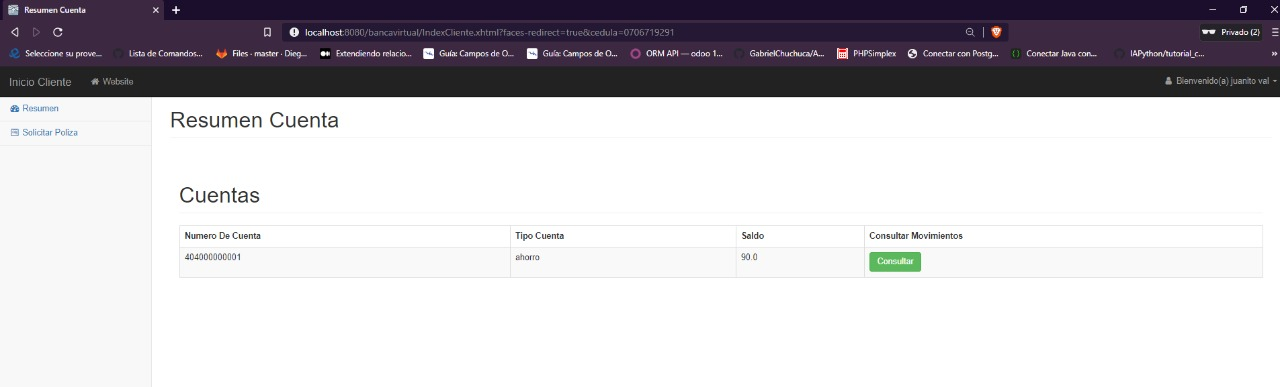 Resumen Cuenta
localhost:8080/bancavirtual/IndexCliente.xhtml?faces-redirect=true&cedula=0706719291
Privado (2)
Seleccione su prove... Lista de Comandos... Files · master · Dieg... Extendiendo relacio... Guía: Campos de O... Guía: Campos de O... ORM API — odoo 1... GabrielChuchuca/A... PHPSimplex Conectar con Postg... Conectar Java con... IAPython/tutorial_c... »
Inicio Cliente Website Bienvenido(a) juanito val
Resumen
Solicitar Poliza
Resumen Cuenta
Cuentas
Numero De Cuenta Tipo Cuenta Saldo Consultar Movimientos
404000000001 ahorro 90.0 Consultar